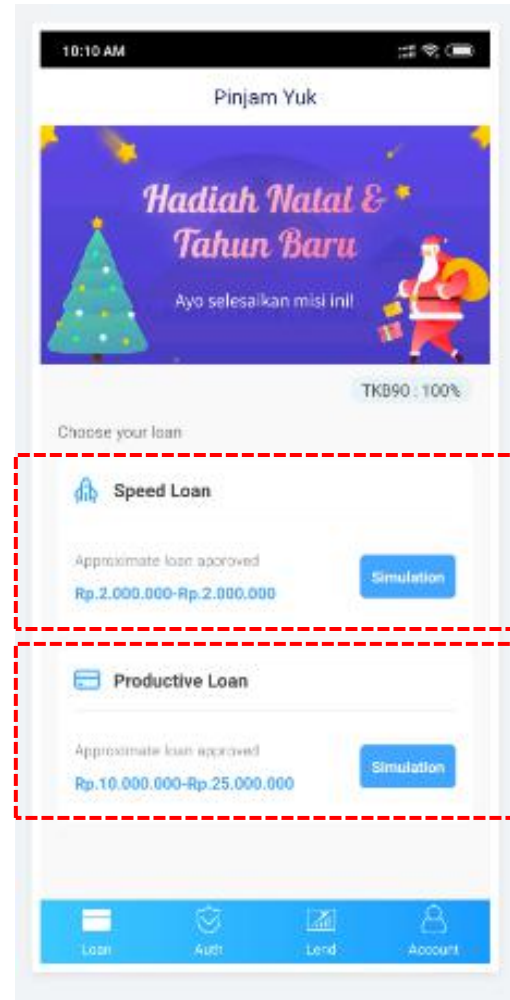 10:10 AM
Pinjam Yuk
Hadiah Natal &
Tahun Baru
Ayo selesaikan misi ini!
TKB90 : 100%
Choose your loan
Speed Loan
Approximate loan approved
Simulation
Rp.2.000.000-Rp.2.000.000
Productive Loan
Approximate loan approved
Simulation
Rp.10.000.000-Rp.25.000.000
Loan Auth Lend Account